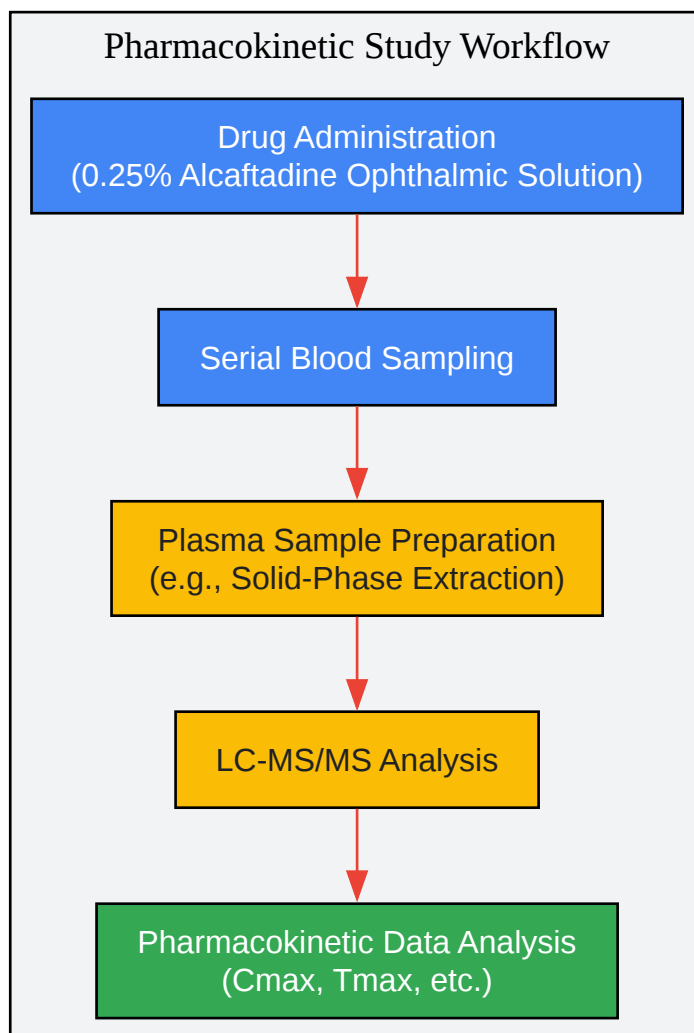 Pharmacokinetic Study Workflow
Drug Administration
(0.25% Alcaftadine Ophthalmic Solution)
Serial Blood Sampling
Plasma Sample Preparation
(e.g., Solid-Phase Extraction)
LC-MS/MS Analysis
Pharmacokinetic Data Analysis
(Cmax, Tmax, etc.)